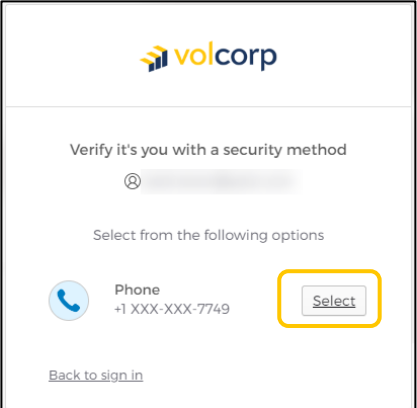 volcorp
Verify it's you with a security method
Select from the following options
Phone
+1 XXX-XXX-7749
Select
Back to sign in